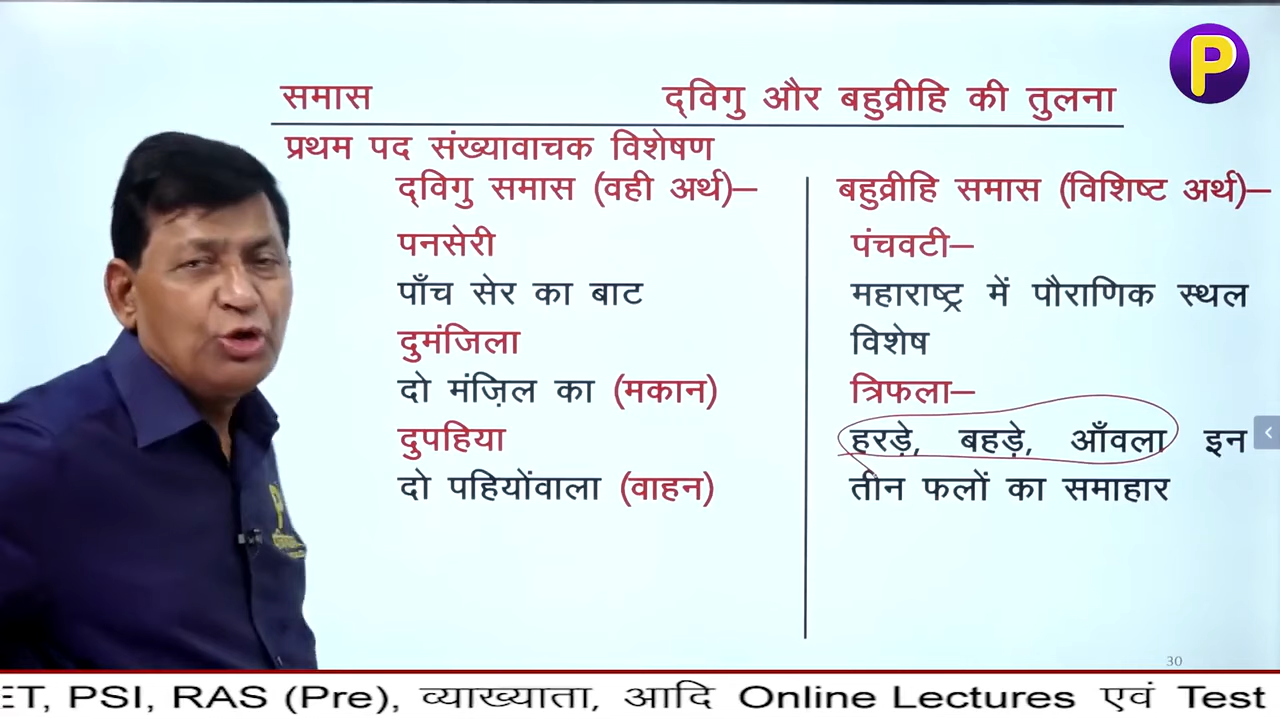 P
समास द्विगु और बहुव्रीहि की तुलना
प्रथम पद संख्यावाचक विशेषण
द्विगु समास (वही अर्थ)–
पनसेरी
पाँच सेर का बाट
दुमंजिला
दो मंज़िल का (मकान)
दुपहिया
दो पहियोंवाला (वाहन)
बहुव्रीहि समास (विशिष्ट अर्थ)–
पंचवटी–
महाराष्ट्र में पौराणिक स्थल
विशेष
त्रिफला–
हरड़े, बहड़े, आँवला इन
तीन फलों का समाहार
30
ET, PSI, RAS (Pre), व्याख्याता, आदि Online Lectures एवं Test